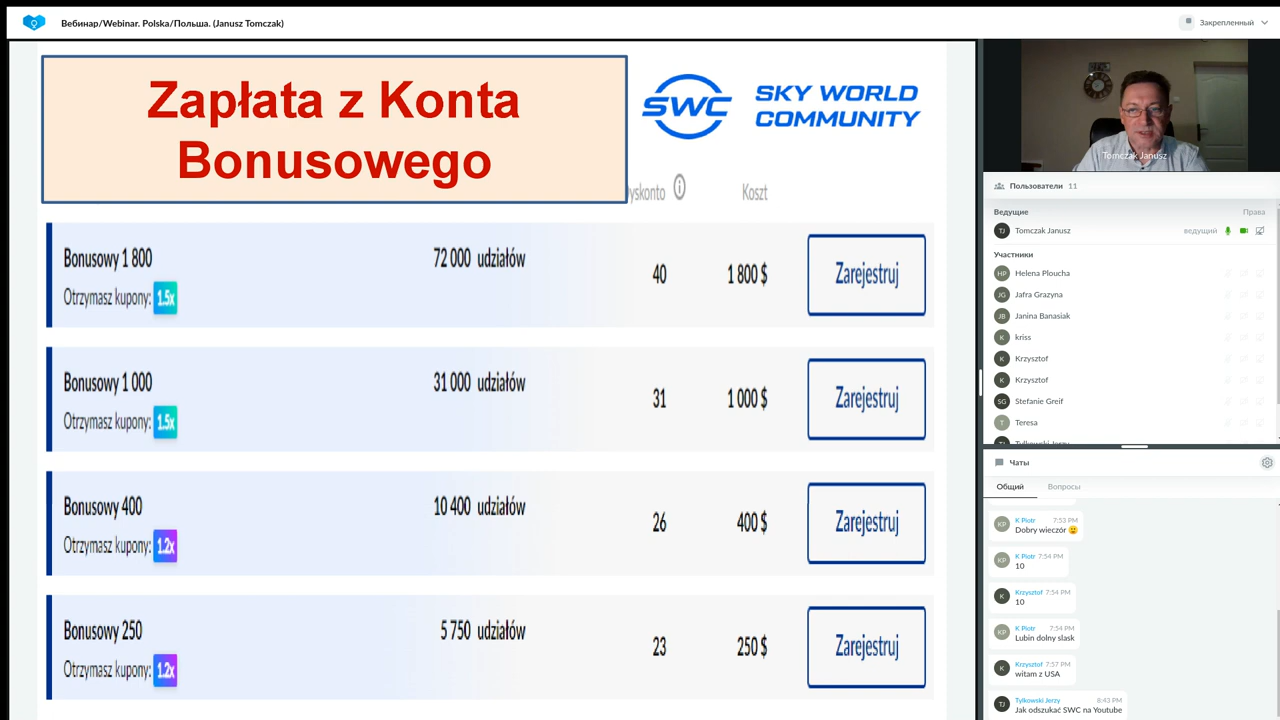 Вебинар/Webinar. Polska/Польша. (Janusz Tomczak)
Закрепленный
Zapłata z Konta
Bonusowego
SWC
SKY WORLD
COMMUNITY
yskonto
Koszt
Bonusowy 1 800
72 000 udziałów
Otrzymasz kupony: 1.5x
40
1 800 $
Zarejestruj
Bonusowy 1 000
31 000 udziałów
Otrzymasz kupony: 1.5x
31
1 000 $
Zarejestruj
Bonusowy 400
10 400 udziałów
Otrzymasz kupony: 1.2x
26
400 $
Zarejestruj
Bonusowy 250
5 750 udziałów
Otrzymasz kupony: 1.2x
23
250 $
Zarejestruj
Tomczak Janusz
Пользователи 11
Ведущие Права
TJ Tomczak Janusz ведущий
Участники
HP Helena Ploucha
JG Jafra Grazyna
JB Janina Banasiak
K kriss
K Krzysztof
K Krzysztof
SG Stefanie Greif
T Teresa
TJ Tylkowski Jerzy
Чаты
Общий Вопросы
KP K Piotr 7:53 PM
Dobry wieczór 🙂
KP K Piotr 7:54 PM
10
K Krzysztof 7:54 PM
10
KP K Piotr 7:54 PM
Lubin dolny slask
K Krzysztof 7:57 PM
witam z USA
TJ Tylkowski Jerzy 8:43 PM
Jak odszukać SWC na Youtube